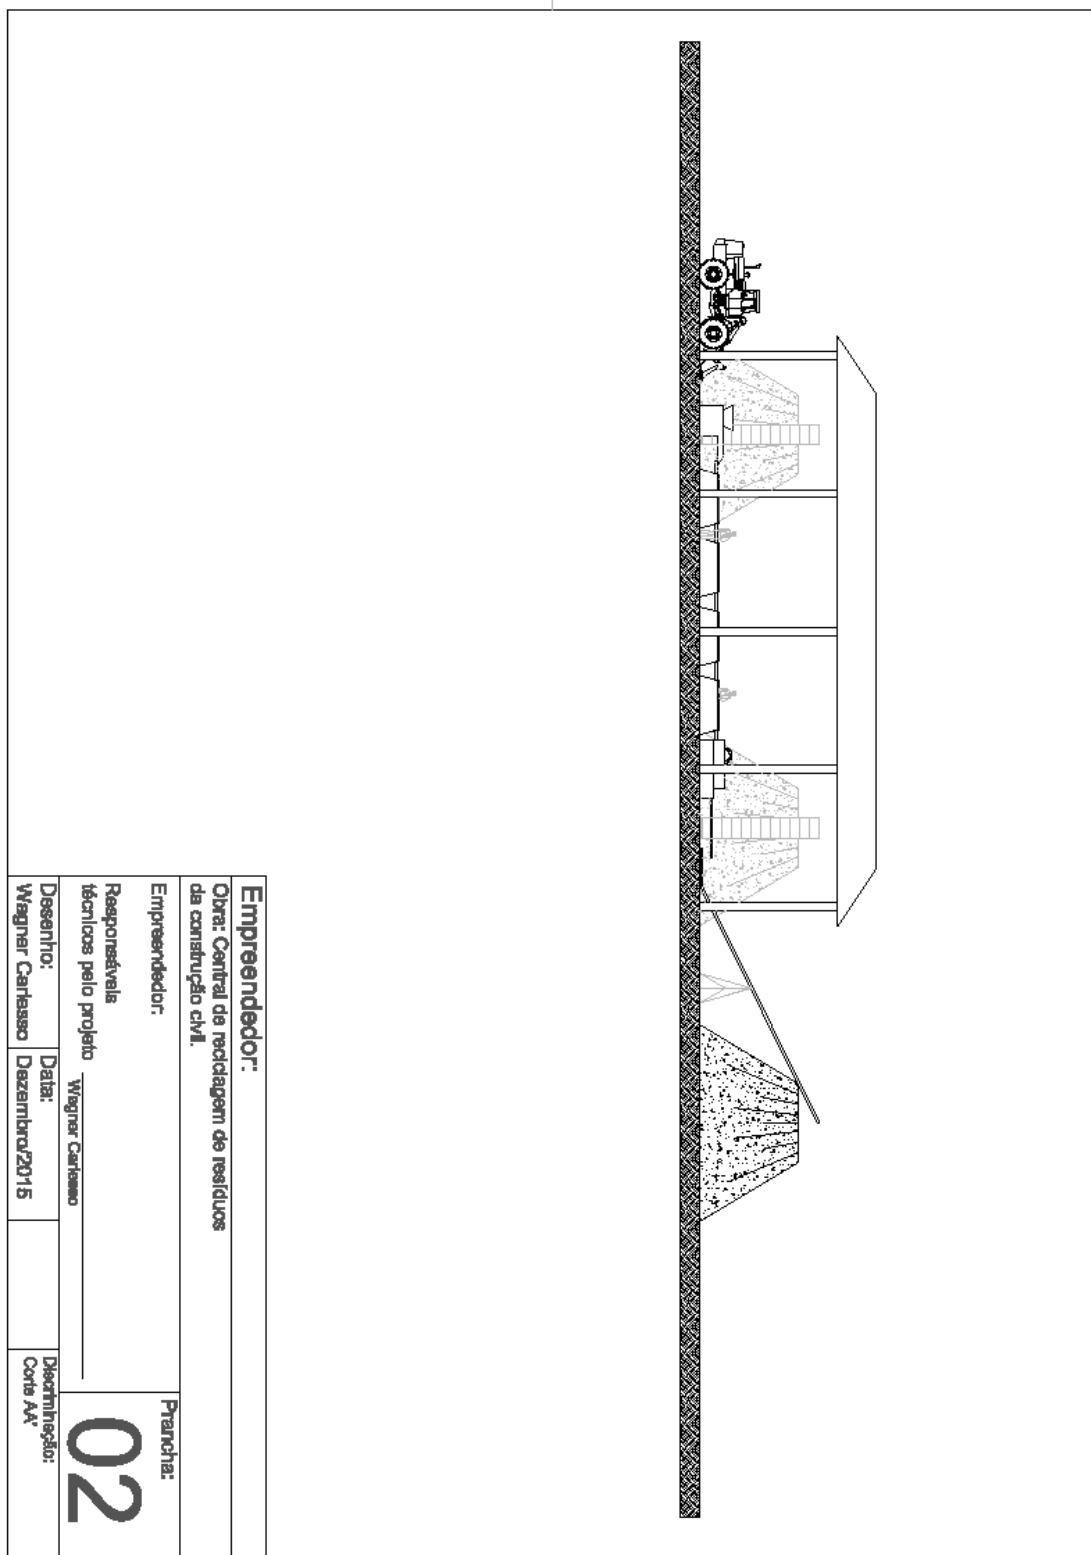 Empreendedor:
Obra: Central de reciclagem de resíduos
da construção civil.
Empreendedor:
Responsáveis
técnicos pelo projeto
Wagner Carlesso
Prancha:
02
Desenho:
Wagner Carlesso
Data:
Dezembro/2015
Discriminação:
Corte AA'